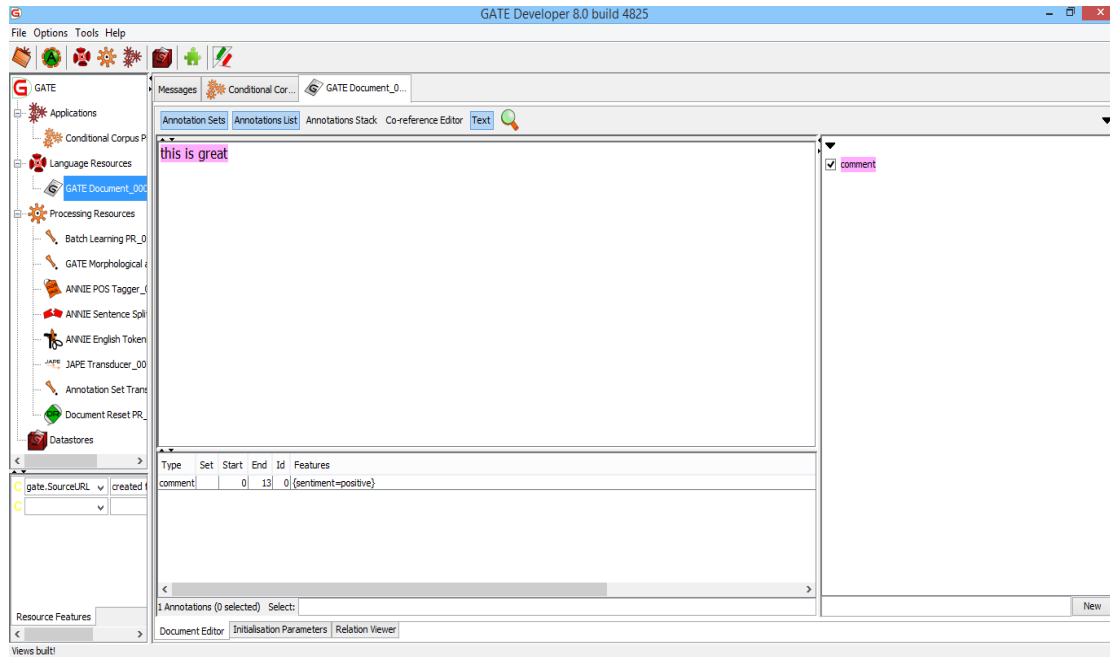 GATE Developer 8.0 build 4825
File Options Tools Help
GATE
Applications
Conditional Corpus P
Language Resources
GATE Document_000
Processing Resources
Batch Learning PR_0
GATE Morphological a
ANNIE POS Tagger_0
ANNIE Sentence Spli
ANNIE English Token
JAPE Transducer_00
Annotation Set Trans
Document Reset PR_
Datastores
gate.SourceURL created f
Resource Features
Messages Conditional Cor... GATE Document_0...
Annotation Sets Annotations List Annotations Stack Co-reference Editor Text
this is great
comment
Type Set Start End Id Features
comment 0 13 0 {sentiment=positive}
1 Annotations (0 selected) Select:
New
Document Editor Initialisation Parameters Relation Viewer
Views built!